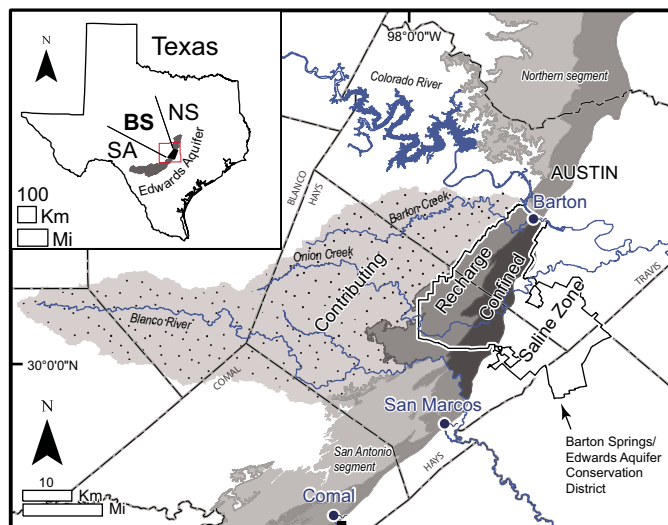 Texas
N
NS
BS
SA
Edwards Aquifer
100
Km
Mi
98°0'0"W
Colorado River
Northern segment
AUSTIN
Barton
BLANCO
HAYS
Barton Creek
Onion Creek
Contributing
Recharge
Confined
Saline Zone
TRAVIS
Blanco River
30°0'0"N
COMAL
San Marcos
HAYS
San Antonio
segment
Comal
Barton Springs/
Edwards Aquifer
Conservation
District
N
10
Km
Mi